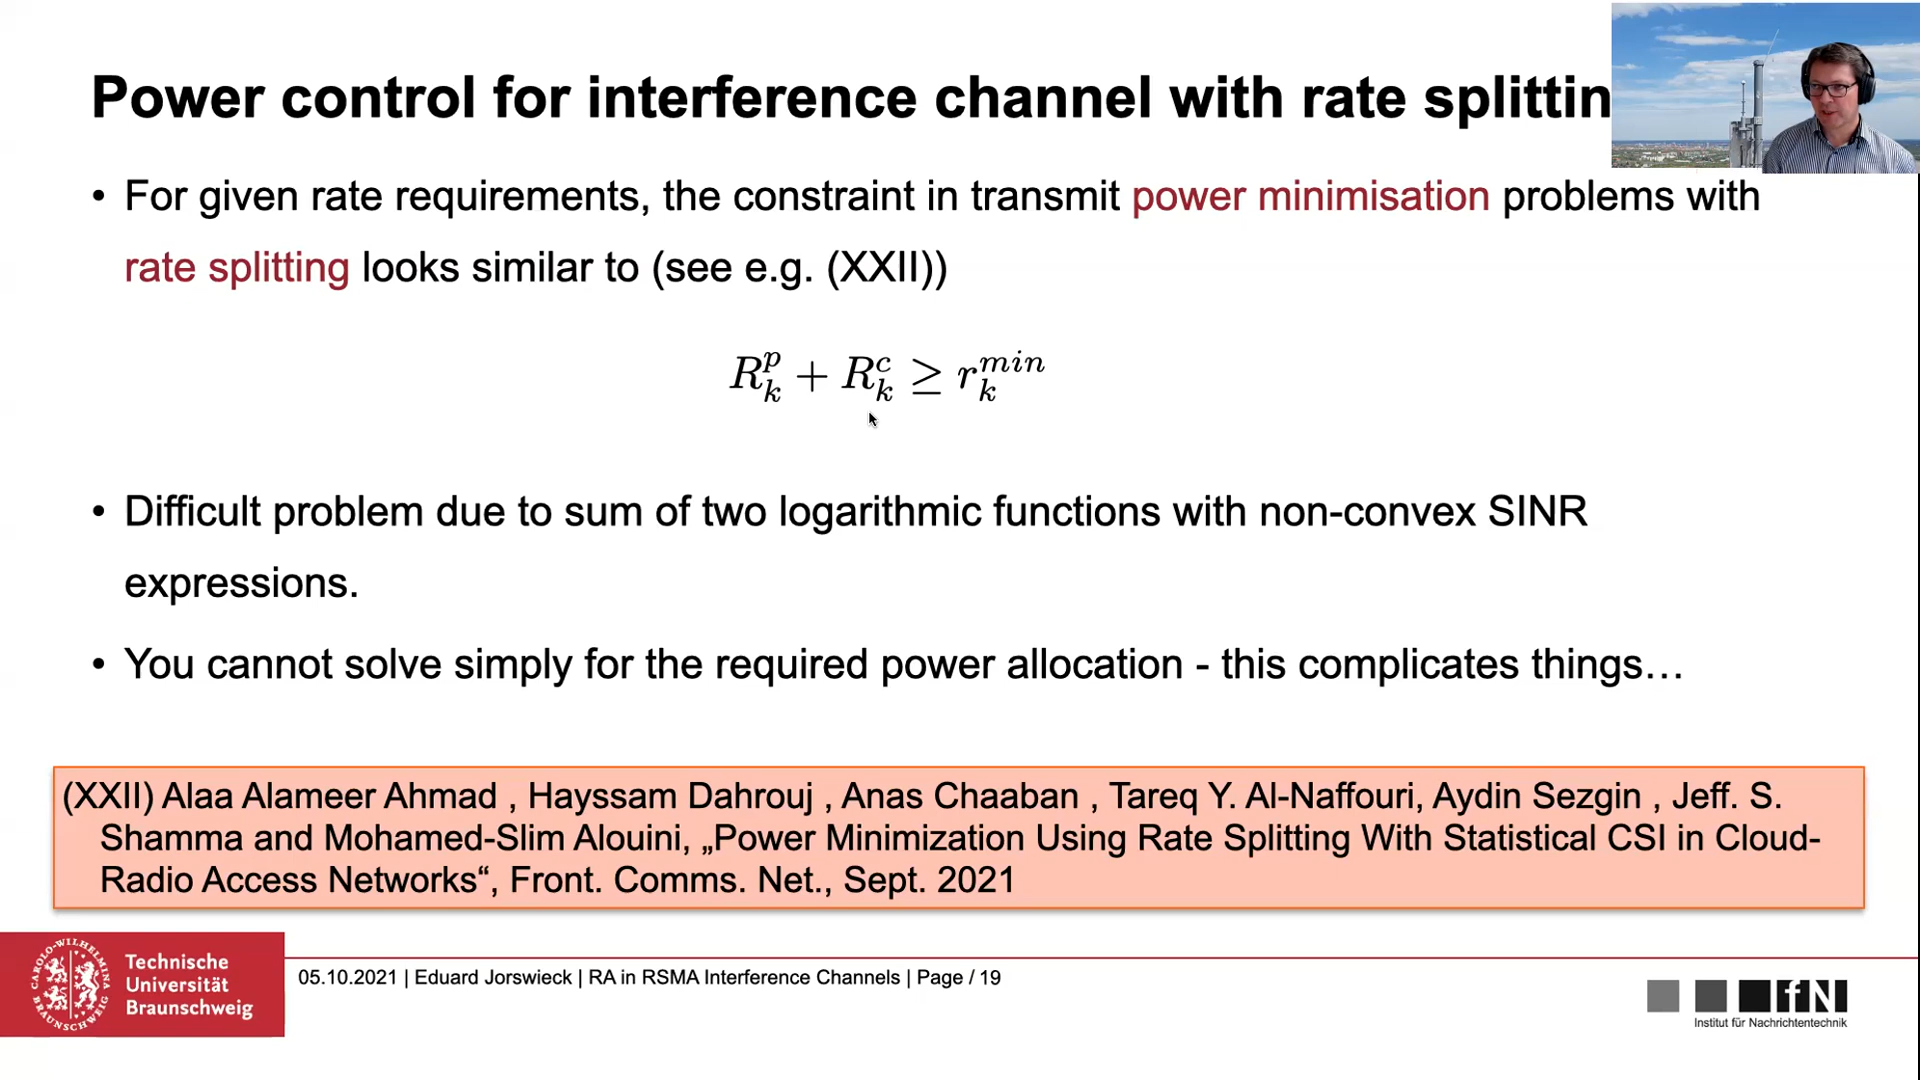 Power control for interference channel with rate splittin
• For given rate requirements, the constraint in transmit power minimisation problems with
rate splitting looks similar to (see e.g. (XXII))
R_k^p + R_k^c ≥ r_k^{min}
• Difficult problem due to sum of two logarithmic functions with non-convex SINR
expressions.
• You cannot solve simply for the required power allocation - this complicates things…
(XXII) Alaa Alameer Ahmad , Hayssam Dahrouj , Anas Chaaban , Tareq Y. Al-Naffouri, Aydin Sezgin , Jeff. S.
Shamma and Mohamed-Slim Alouini, „Power Minimization Using Rate Splitting With Statistical CSI in Cloud-
Radio Access Networks“, Front. Comms. Net., Sept. 2021
CAROLO-WILHELMINA
BRAUNSCHWEIG
Technische
Universität
Braunschweig
05.10.2021 | Eduard Jorswieck | RA in RSMA Interference Channels | Page / 19
IfN
Institut für Nachrichtentechnik